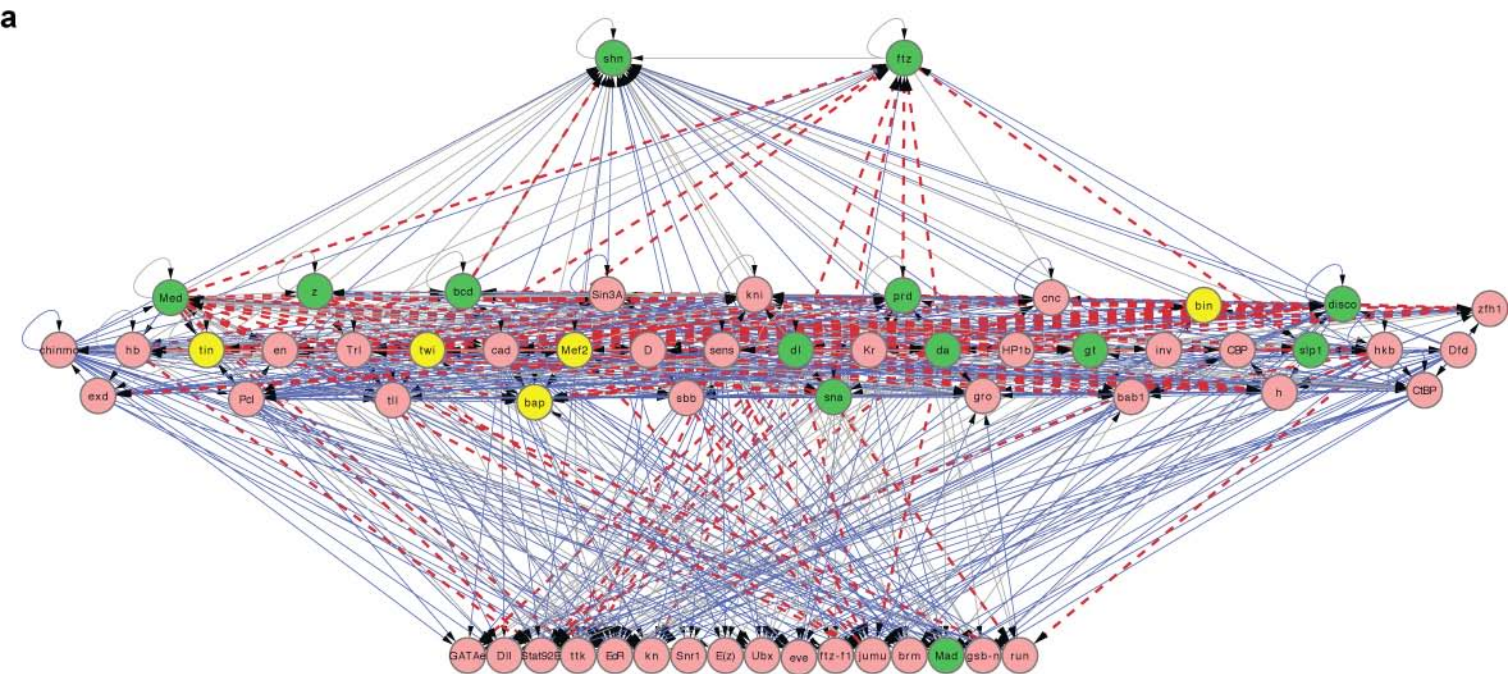 a
shn ftz
Med z bcd Sin3A kni prd cnc bin disco zfh1
chinmo hb tin en Trl twi cad Mef2 D sens dl Kr da HP1b gt inv CBP slp1 hkb Dfd
exd Pcl tll bap sbb sna gro bab1 h CtBP
GATAe Dll Stat92E ttk EcR kn Snr1 E(z) Ubx eve ftz-f1 jumu brm Mad gsb-n run